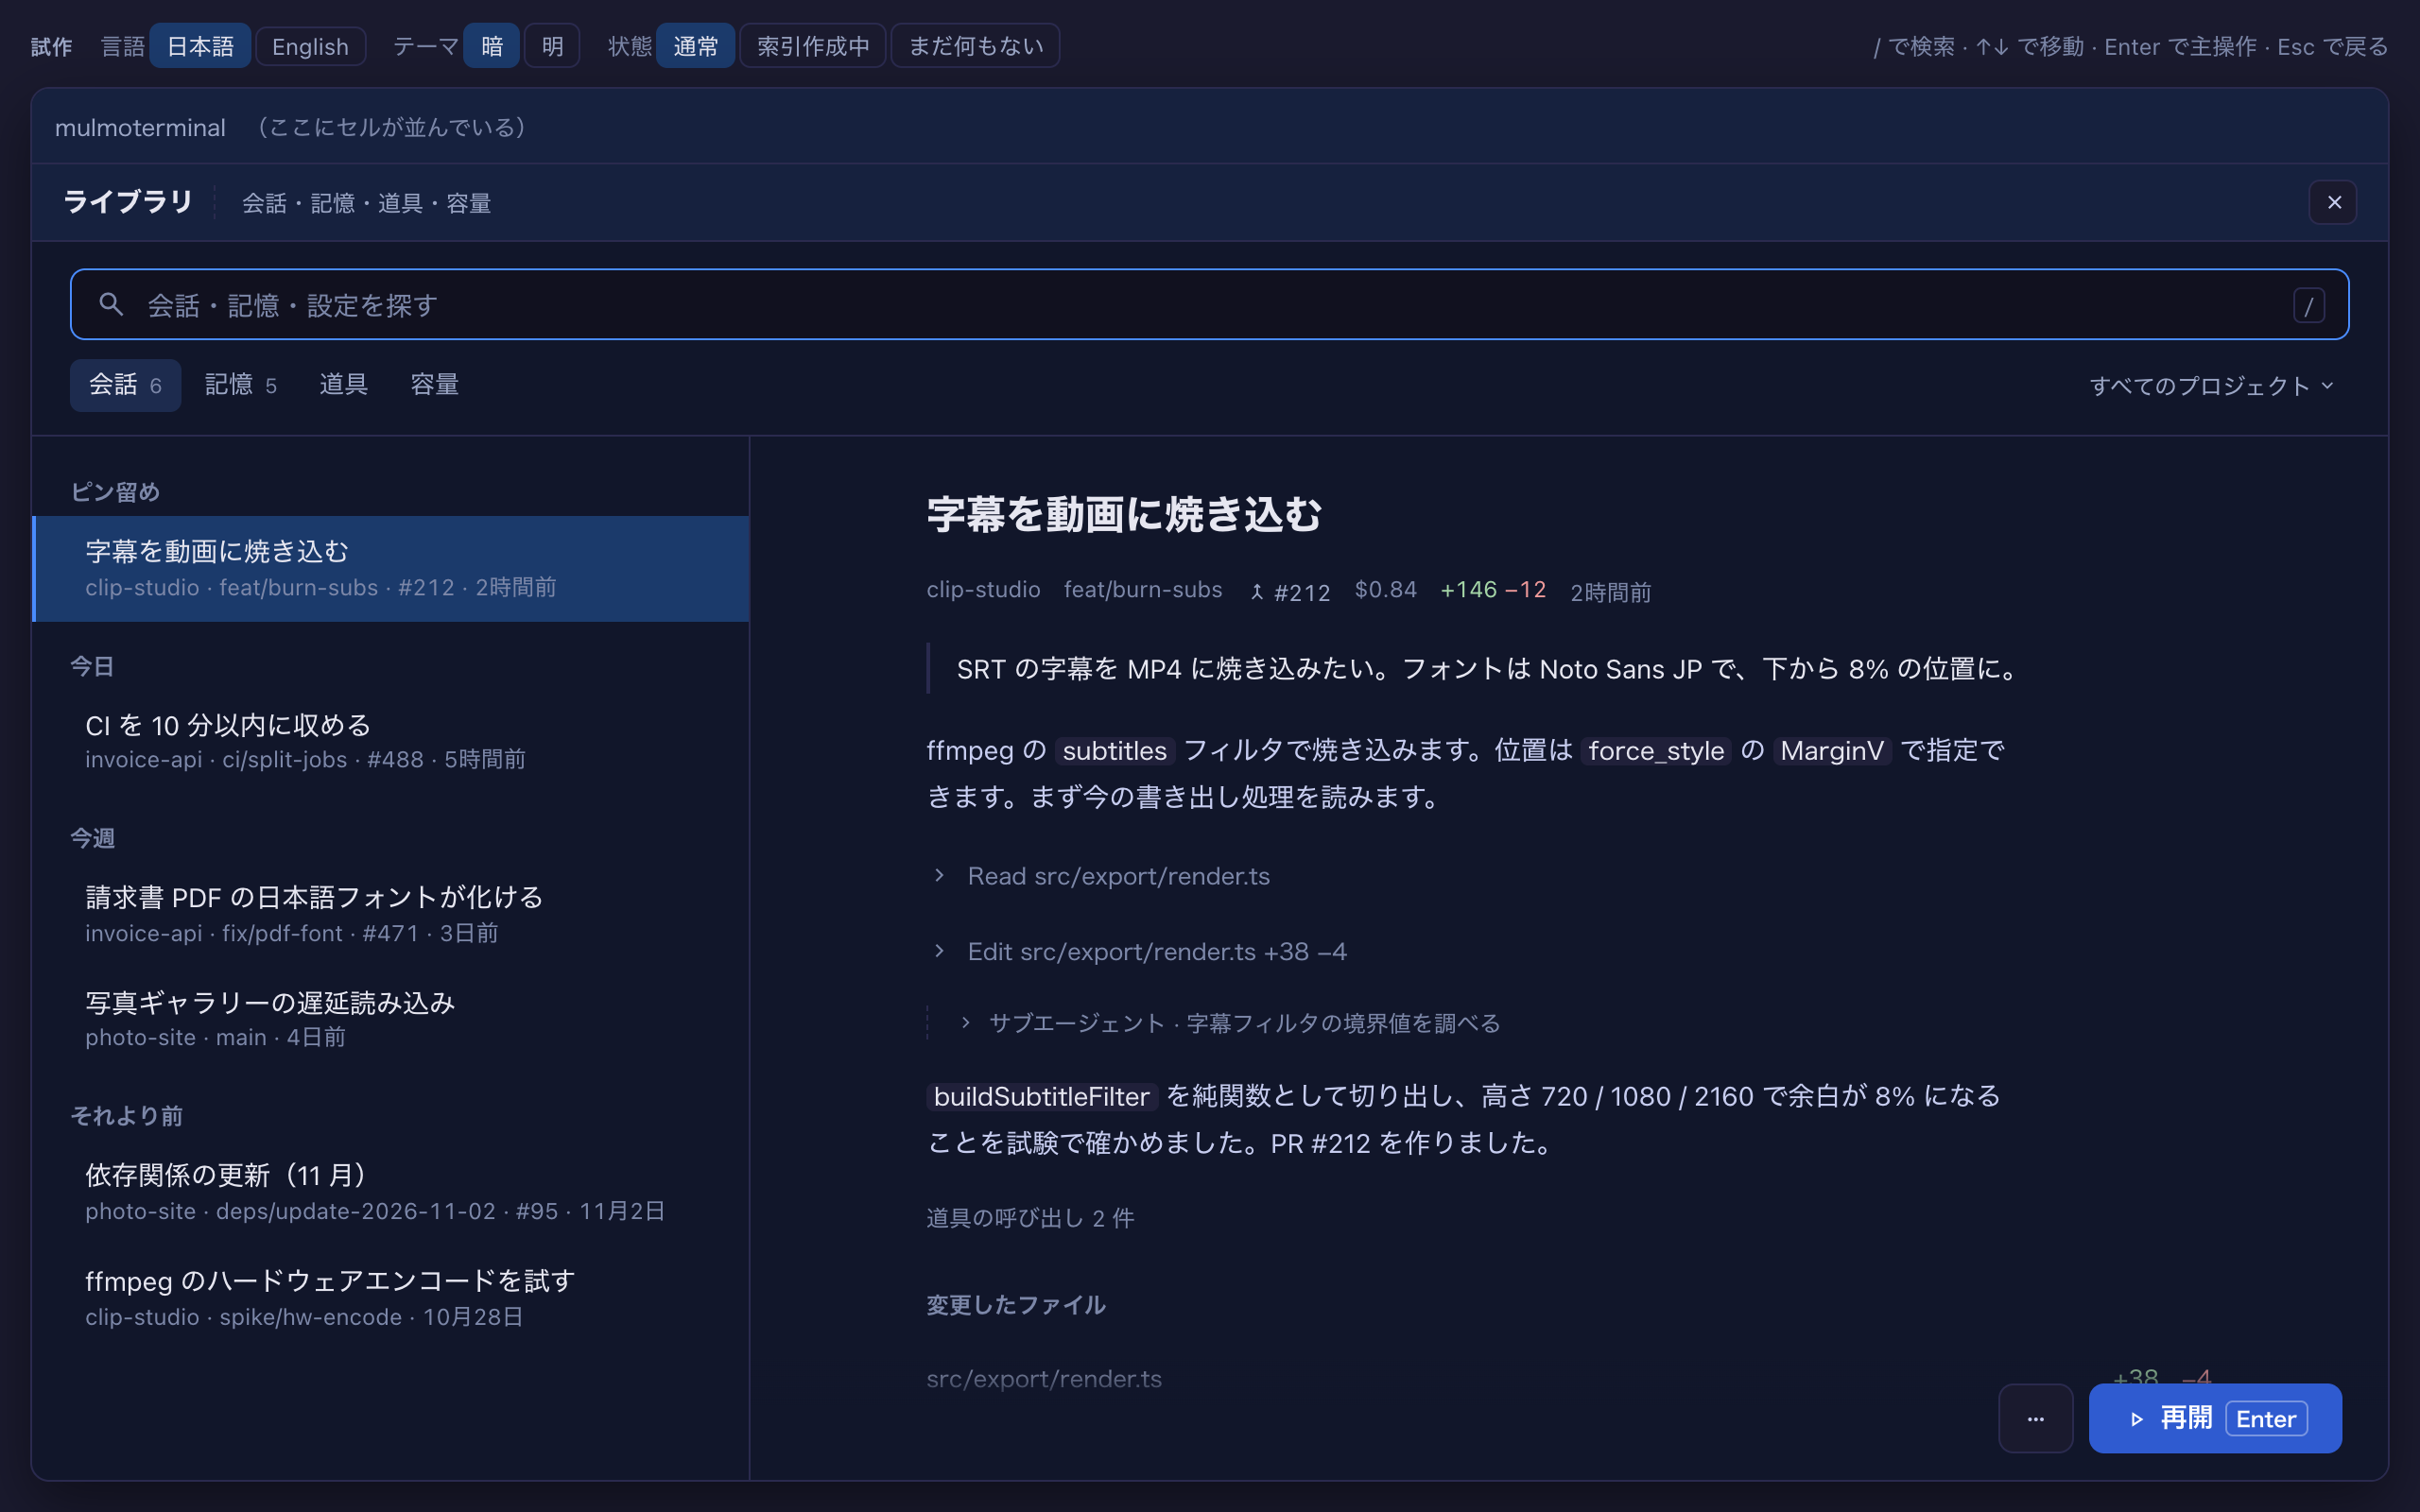 試作 言語 日本語 English テーマ 暗 明 状態 通常 索引作成中 まだ何もない / で検索 · ↑↓ で移動 · Enter で主操作 · Esc で戻る
mulmoterminal （ここにセルが並んでいる）
ライブラリ 会話・記憶・道具・容量 ×
会話・記憶・設定を探す /
会話 6 記憶 5 道具 容量 すべてのプロジェクト
ピン留め
字幕を動画に焼き込む
clip-studio · feat/burn-subs · #212 · 2時間前
今日
CI を 10 分以内に収める
invoice-api · ci/split-jobs · #488 · 5時間前
今週
請求書 PDF の日本語フォントが化ける
invoice-api · fix/pdf-font · #471 · 3日前
写真ギャラリーの遅延読み込み
photo-site · main · 4日前
それより前
依存関係の更新（11 月）
photo-site · deps/update-2026-11-02 · #95 · 11月2日
ffmpeg のハードウェアエンコードを試す
clip-studio · spike/hw-encode · 10月28日
字幕を動画に焼き込む
clip-studio feat/burn-subs #212 $0.84 +146 −12 2時間前
SRT の字幕を MP4 に焼き込みたい。フォントは Noto Sans JP で、下から 8% の位置に。
ffmpeg の subtitles フィルタで焼き込みます。位置は force_style の MarginV で指定で
きます。まず今の書き出し処理を読みます。
Read src/export/render.ts
Edit src/export/render.ts +38 −4
サブエージェント · 字幕フィルタの境界値を調べる
buildSubtitleFilter を純関数として切り出し、高さ 720 / 1080 / 2160 で余白が 8% になる
ことを試験で確かめました。PR #212 を作りました。
道具の呼び出し 2 件
変更したファイル
src/export/render.ts +38 −4
… 再開 Enter